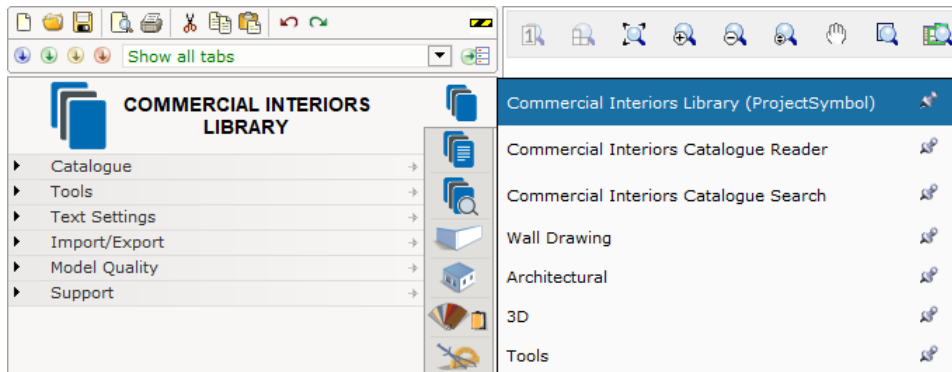 Show all tabs
COMMERCIAL INTERIORS
LIBRARY
Catalogue
Tools
Text Settings
Import/Export
Model Quality
Support
1
Commercial Interiors Library (ProjectSymbol)
Commercial Interiors Catalogue Reader
Commercial Interiors Catalogue Search
Wall Drawing
Architectural
3D
Tools